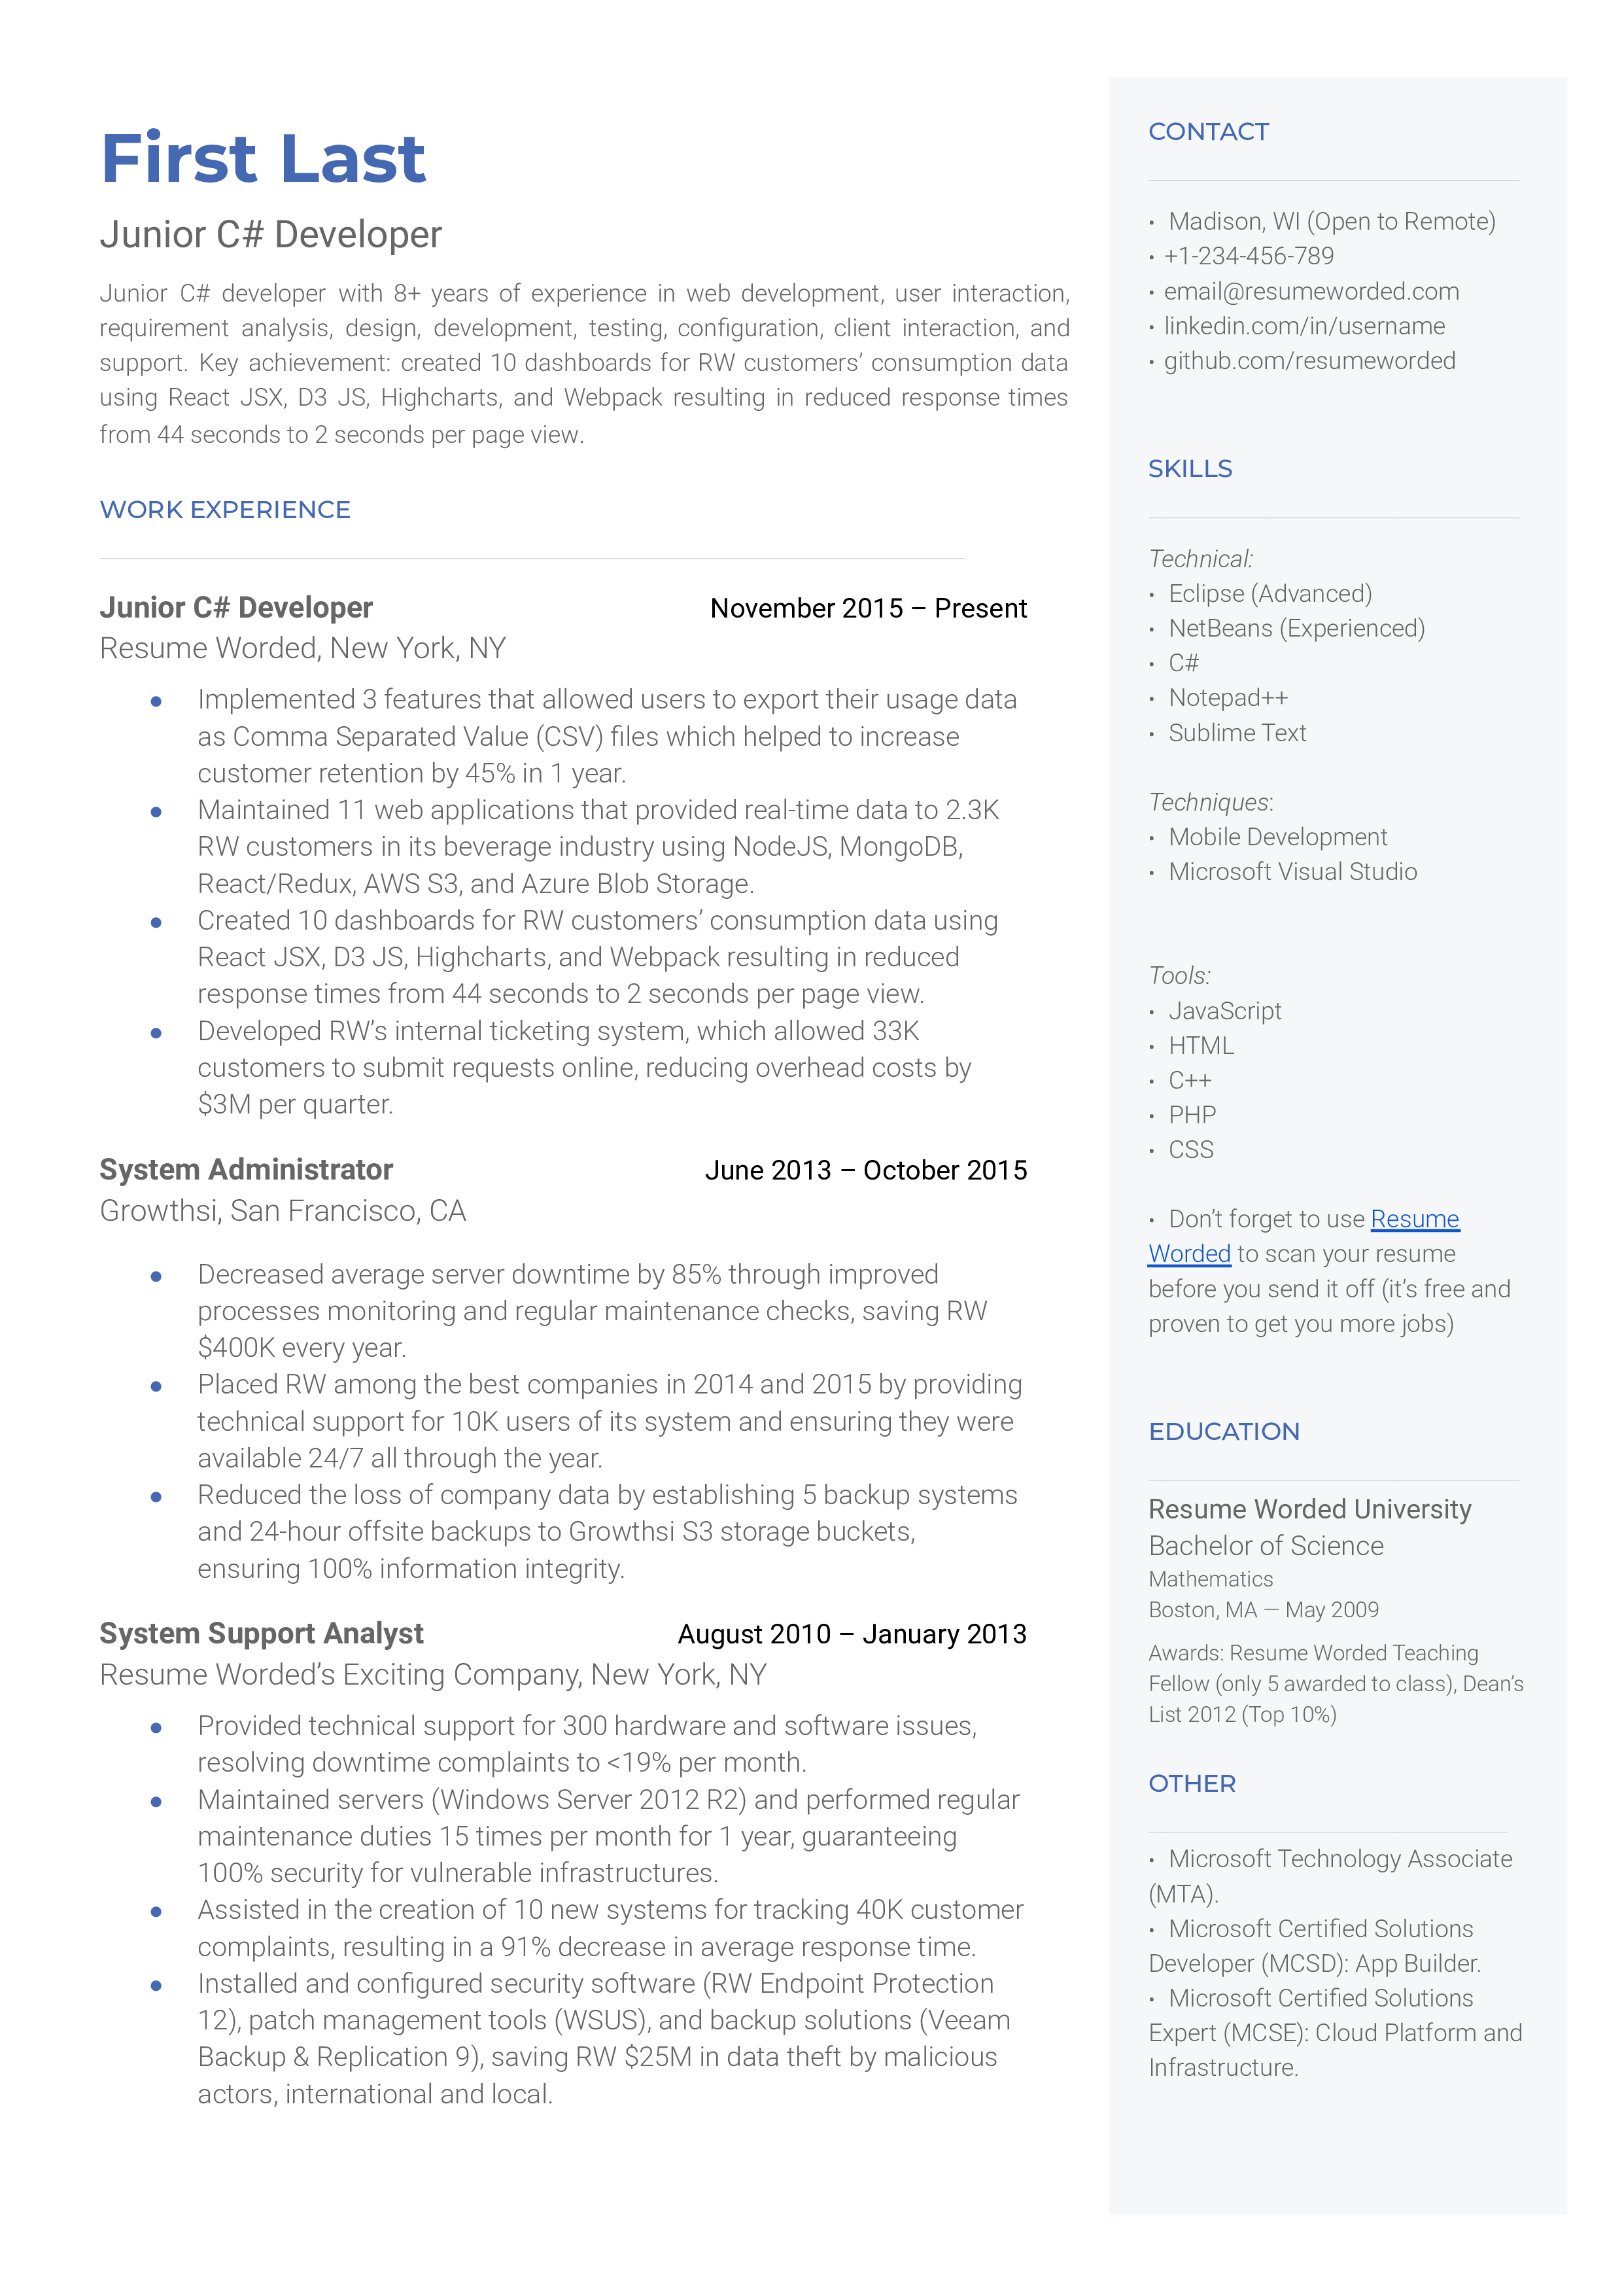 First Last
Junior C# Developer
Junior C# developer with 8+ years of experience in web development, user interaction,
requirement analysis, design, development, testing, configuration, client interaction, and
support. Key achievement: created 10 dashboards for RW customers’ consumption data
using React JSX, D3 JS, Highcharts, and Webpack resulting in reduced response times
from 44 seconds to 2 seconds per page view.
WORK EXPERIENCE
Junior C# Developer November 2015 – Present
Resume Worded, New York, NY
● Implemented 3 features that allowed users to export their usage data
as Comma Separated Value (CSV) files which helped to increase
customer retention by 45% in 1 year.
● Maintained 11 web applications that provided real-time data to 2.3K
RW customers in its beverage industry using NodeJS, MongoDB,
React/Redux, AWS S3, and Azure Blob Storage.
● Created 10 dashboards for RW customers’ consumption data using
React JSX, D3 JS, Highcharts, and Webpack resulting in reduced
response times from 44 seconds to 2 seconds per page view.
● Developed RW’s internal ticketing system, which allowed 33K
customers to submit requests online, reducing overhead costs by
$3M per quarter.
System Administrator June 2013 – October 2015
Growthsi, San Francisco, CA
● Decreased average server downtime by 85% through improved
processes monitoring and regular maintenance checks, saving RW
$400K every year.
● Placed RW among the best companies in 2014 and 2015 by providing
technical support for 10K users of its system and ensuring they were
available 24/7 all through the year.
● Reduced the loss of company data by establishing 5 backup systems
and 24-hour offsite backups to Growthsi S3 storage buckets,
ensuring 100% information integrity.
System Support Analyst August 2010 – January 2013
Resume Worded’s Exciting Company, New York, NY
● Provided technical support for 300 hardware and software issues,
resolving downtime complaints to <19% per month.
● Maintained servers (Windows Server 2012 R2) and performed regular
maintenance duties 15 times per month for 1 year, guaranteeing
100% security for vulnerable infrastructures.
● Assisted in the creation of 10 new systems for tracking 40K customer
complaints, resulting in a 91% decrease in average response time.
● Installed and configured security software (RW Endpoint Protection
12), patch management tools (WSUS), and backup solutions (Veeam
Backup & Replication 9), saving RW $25M in data theft by malicious
actors, international and local.
CONTACT
• Madison, WI (Open to Remote)
• +1-234-456-789
• email@resumeworded.com
• linkedin.com/in/username
• github.com/resumeworded
SKILLS
Technical:
• Eclipse (Advanced)
• NetBeans (Experienced)
• C#
• Notepad++
• Sublime Text
Techniques:
• Mobile Development
• Microsoft Visual Studio
Tools:
• JavaScript
• HTML
• C++
• PHP
• CSS
• Don’t forget to use Resume
Worded to scan your resume
before you send it off (it’s free and
proven to get you more jobs)
EDUCATION
Resume Worded University
Bachelor of Science
Mathematics
Boston, MA — May 2009
Awards: Resume Worded Teaching
Fellow (only 5 awarded to class), Dean’s
List 2012 (Top 10%)
OTHER
• Microsoft Technology Associate
(MTA).
• Microsoft Certified Solutions
Developer (MCSD): App Builder.
• Microsoft Certified Solutions
Expert (MCSE): Cloud Platform and
Infrastructure.